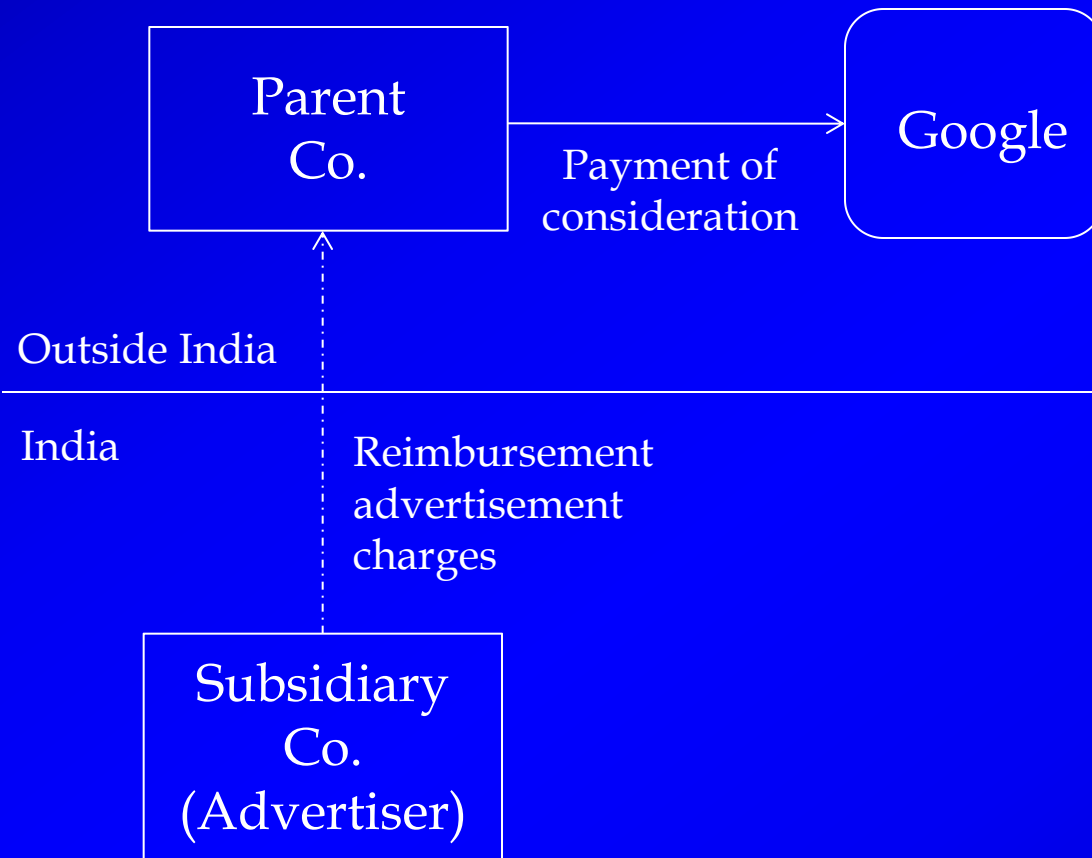 Parent
Co.
Google
Payment of
consideration
Outside India
India
Reimbursement
advertisement
charges
Subsidiary
Co.
(Advertiser)